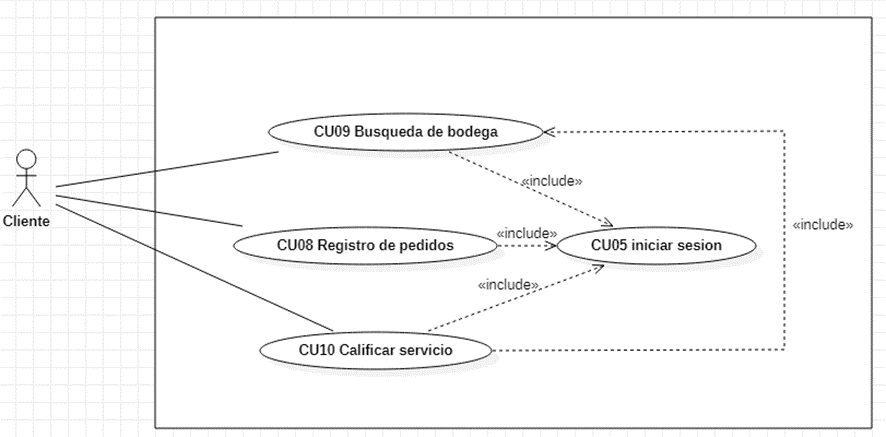 CU09 Busqueda de bodega
«include»
Cliente
«include»
«include»
CU08 Registro de pedidos
CU05 iniciar sesion
«include»
CU10 Calificar servicio